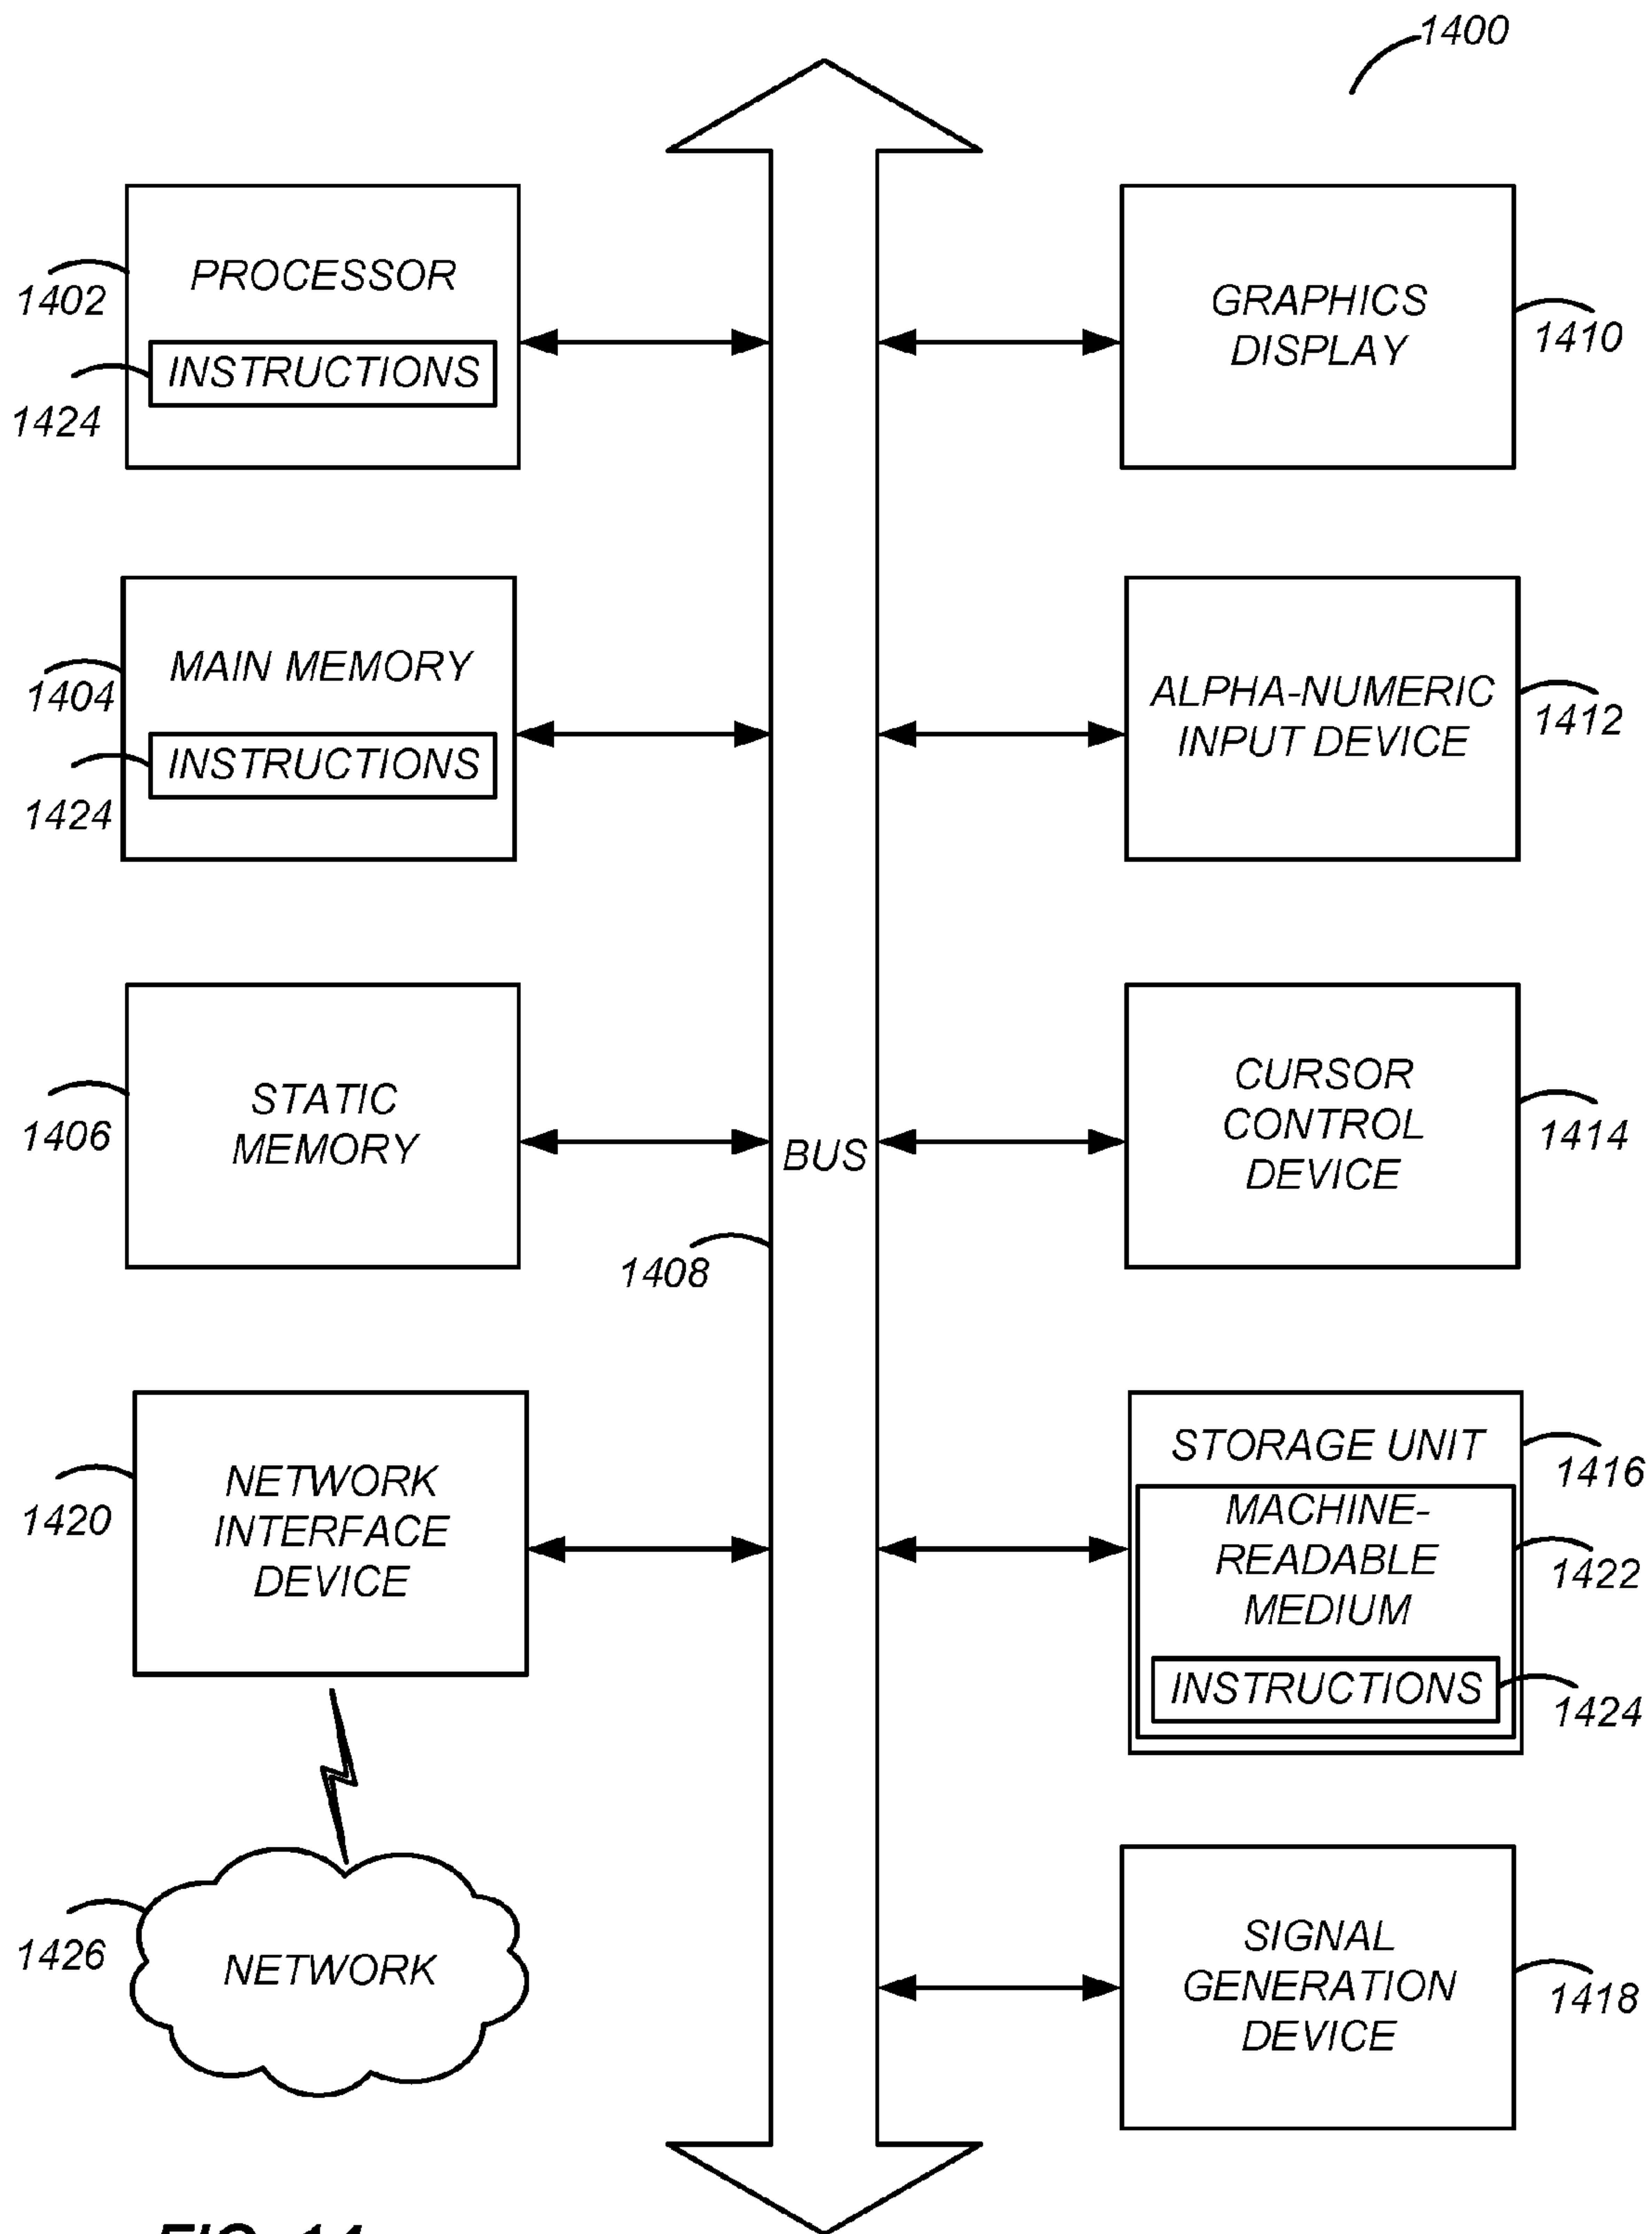 1400
PROCESSOR
1402
INSTRUCTIONS
1424
GRAPHICS
DISPLAY
1410
MAIN MEMORY
1404
INSTRUCTIONS
1424
ALPHA-NUMERIC
INPUT DEVICE
1412
STATIC
MEMORY
1406
BUS
1408
CURSOR
CONTROL
DEVICE
1414
NETWORK
INTERFACE
DEVICE
1420
STORAGE UNIT
1416
MACHINE-
READABLE
MEDIUM
1422
INSTRUCTIONS
1424
NETWORK
1426
SIGNAL
GENERATION
DEVICE
1418
FIG. 14